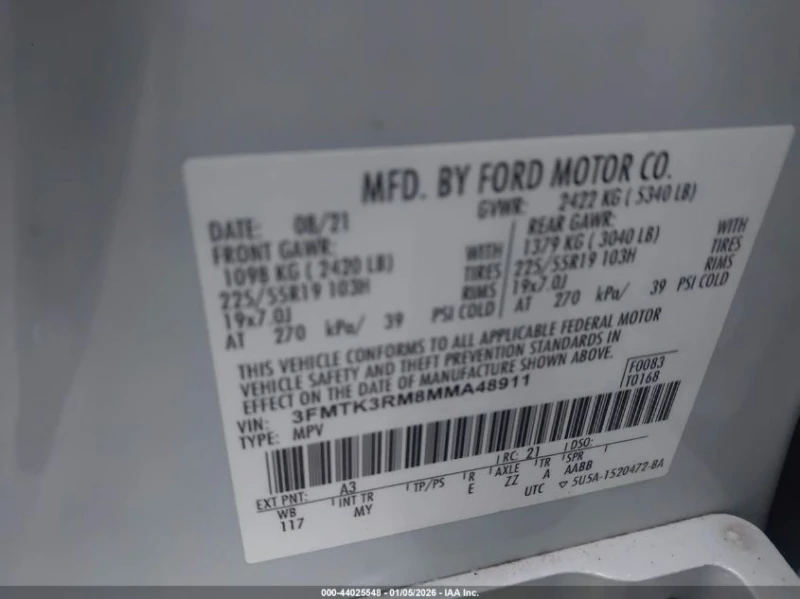 MFD. BY FORD MOTOR CO.
DATE: 08/21 GVWR: 2422 KG ( 5340 LB)
FRONT GAWR: REAR GAWR:
1098 KG ( 2420 LB) WITH 1379 KG ( 3040 LB) WITH
225/55R19 103H TIRES 225/55R19 103H TIRES
19x7.0J RIMS 19x7.0J RIMS
AT 270 kPa/ 39 PSI COLD AT 270 kPa/ 39 PSI COLD
THIS VEHICLE CONFORMS TO ALL APPLICABLE FEDERAL MOTOR
VEHICLE SAFETY AND THEFT PREVENTION STANDARDS IN
EFFECT ON THE DATE OF MANUFACTURE SHOWN ABOVE.
F0083
VIN: 3FMTK3RM8MMA48911 T0168
TYPE: MPV
EXT PNT: A3 RC: 21 DSO:
WB INT TR TP/PS R AXLE TR SPR
117 MY E ZZ A AABB
UTC ▽ 5U5A-1520472-BA
000-44025548 - 01/05/2026 - IAA Inc.